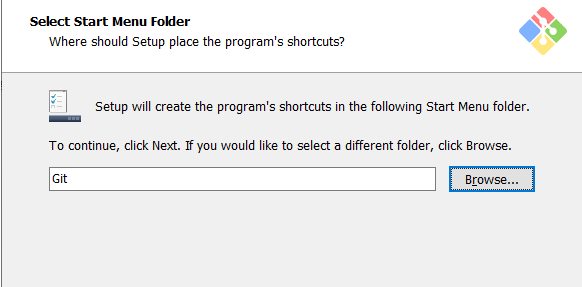 Select Start Menu Folder
Where should Setup place the program's shortcuts?
Setup will create the program's shortcuts in the following Start Menu folder.
To continue, click Next. If you would like to select a different folder, click Browse.
Git
Browse...